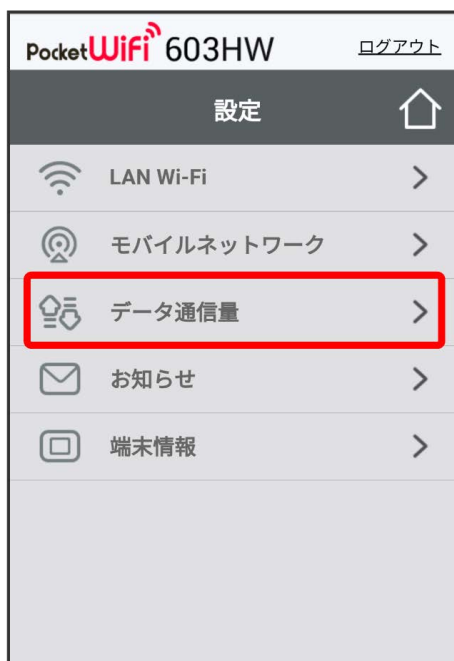 PocketWiFi 603HW
ログアウト
設定
LAN Wi-Fi
モバイルネットワーク
データ通信量
お知らせ
端末情報